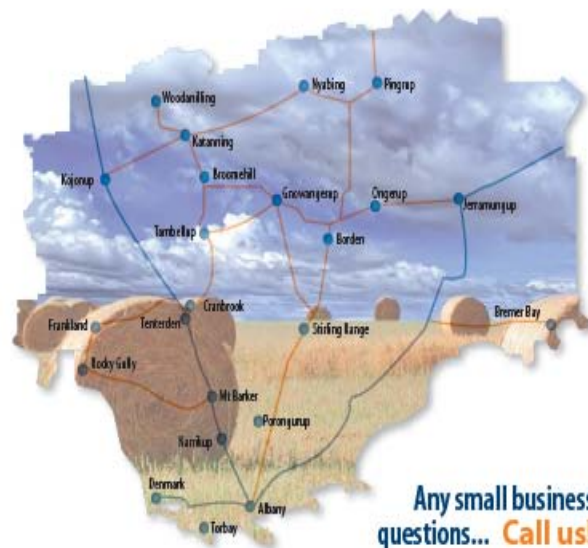 Woodanilling
Nyabing
Pingrup
Katanning
Kojonup
Broomehill
Gnowangerup
Ongerup
Jerramungup
Tambellup
Borden
Cranbrook
Frankland
Tenterden
Stirling Range
Bremer Bay
Rocky Gully
Mt Barker
Porongurup
Narrikup
Denmark
Albany
Torbay
Any small business
questions... Call us